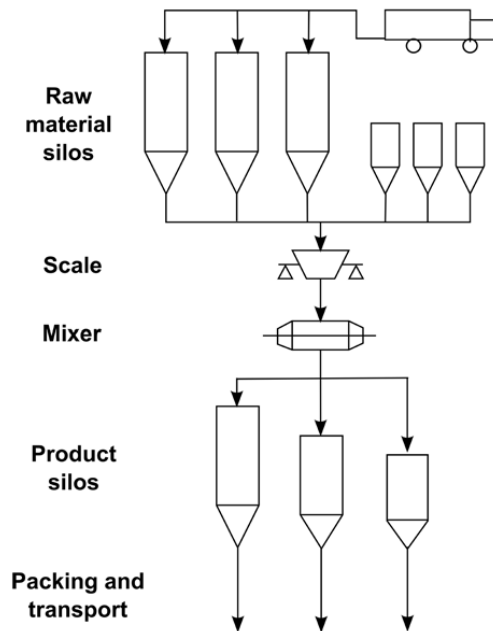 Raw
material
silos
Scale
Mixer
Product
silos
Packing and
transport